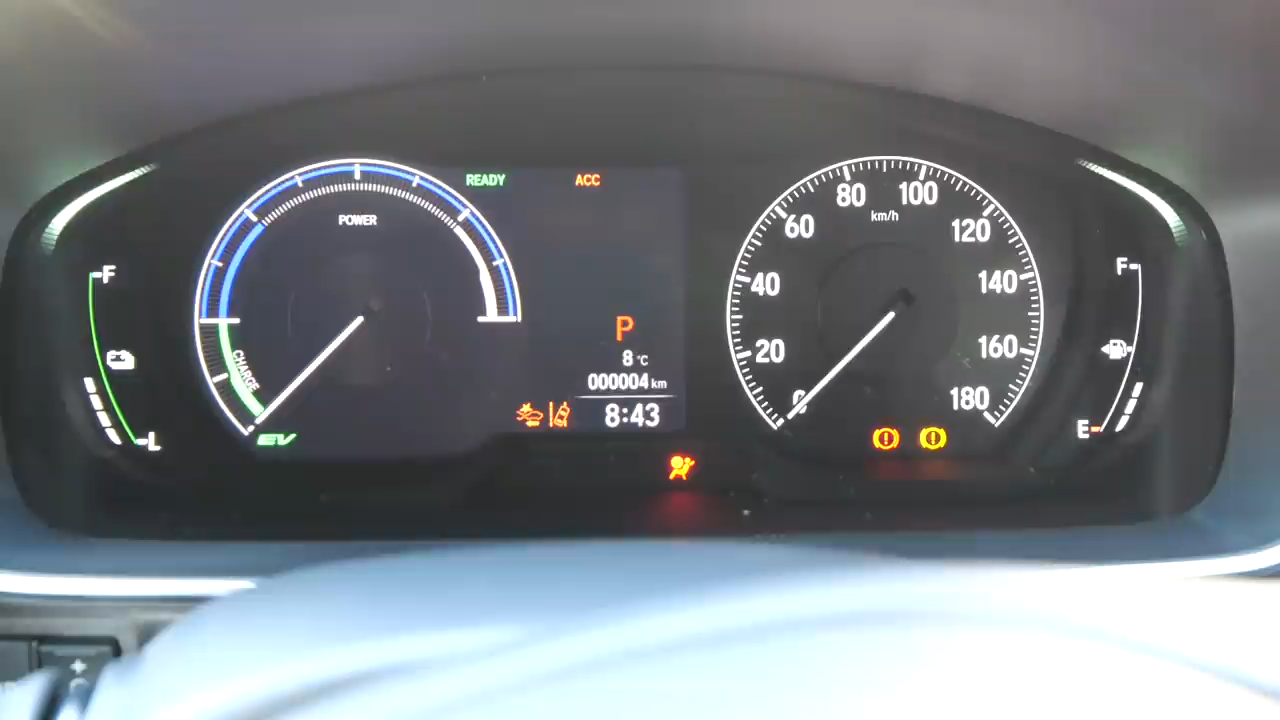 READY
ACC
POWER
CHARGE
F
L
EV
P
8 °C
000004 km
8:43
0
20
40
60
80
100
120
140
160
180
km/h
F
E